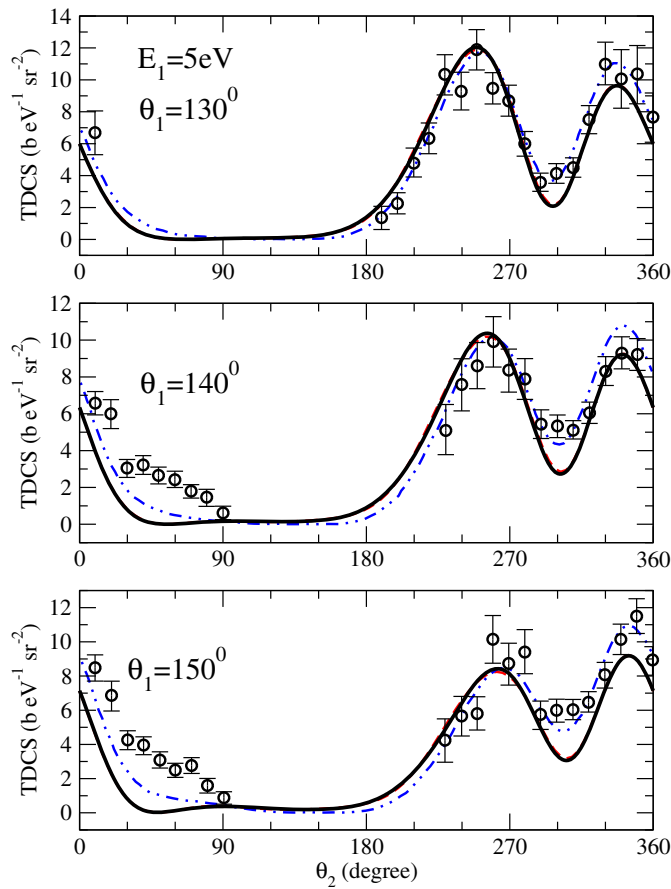 14
12
10
8
6
4
2
0
TDCS (b eV⁻¹ sr⁻²)
E₁=5eV
θ₁=130⁰
0 90 180 270 360
12
10
8
6
4
2
0
TDCS (b eV⁻¹ sr⁻²)
θ₁=140⁰
0 90 180 270 360
12
10
8
6
4
2
0
TDCS (b eV⁻¹ sr⁻²)
θ₁=150⁰
0 90 180 270 360
θ₂ (degree)